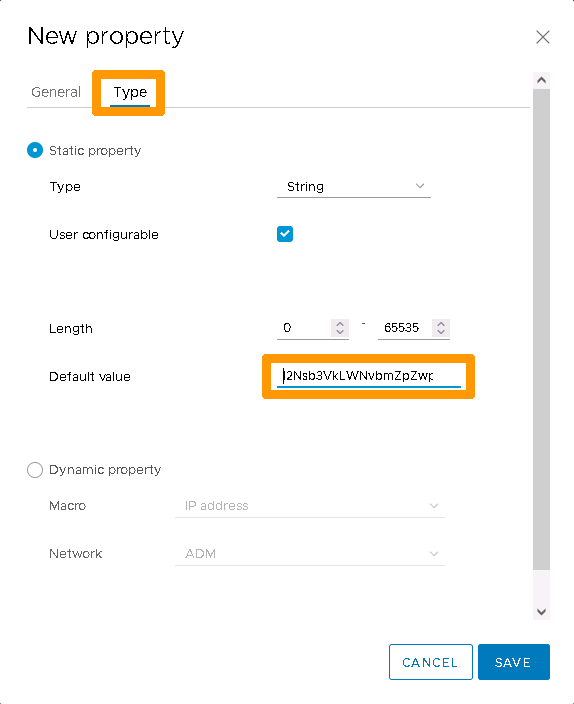 New property
General Type
Static property
Type String
User configurable
Length 0 - 65535
Default value I2Nsb3VkLWNvbmZpZwp
Dynamic property
Macro IP address
Network ADM
CANCEL SAVE